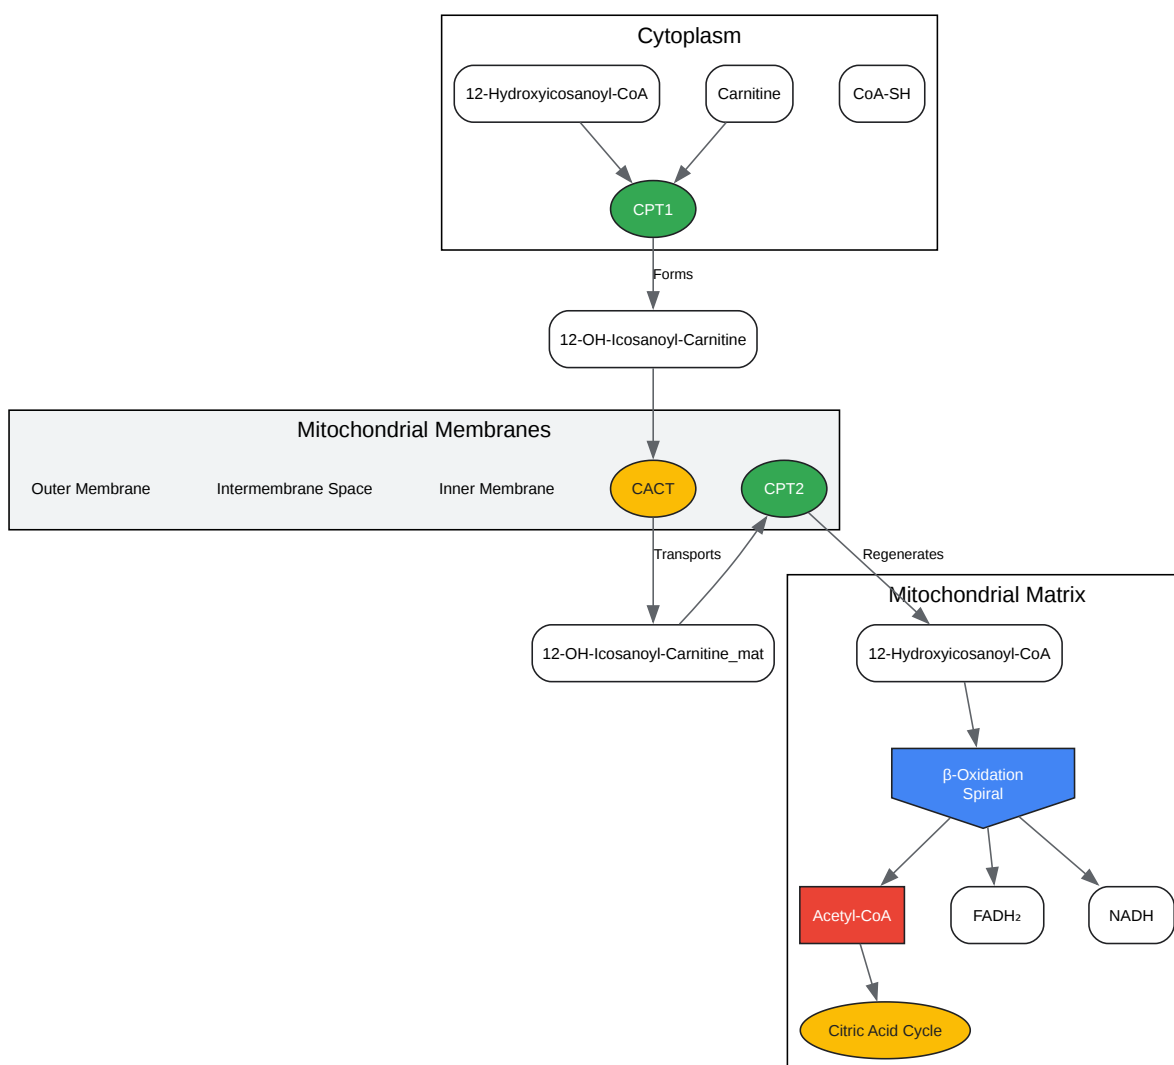 Cytoplasm
12-Hydroxyicosanoyl-CoA
Carnitine
CoA-SH
CPT1
Forms
12-OH-Icosanoyl-Carnitine
Mitochondrial Membranes
Outer Membrane
Intermembrane Space
Inner Membrane
CACT
CPT2
Transports
Regenerates
Mitochondrial Matrix
12-OH-Icosanoyl-Carnitine_mat
12-Hydroxyicosanoyl-CoA
β-Oxidation
Spiral
Acetyl-CoA
FADH₂
NADH
Citric Acid Cycle